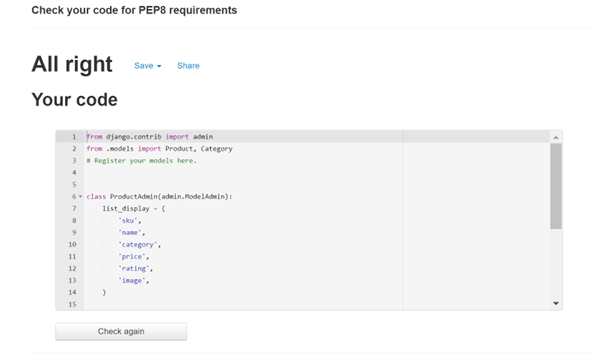 Check your code for PEP8 requirements
All right Save Share
Your code
1 from django.contrib import admin
2 from .models import Product, Category
3 # Register your models here.
4
5
6 class ProductAdmin(admin.ModelAdmin):
7 list_display = (
8 'sku',
9 'name',
10 'category',
11 'price',
12 'rating',
13 'image',
14 )
15
Check again